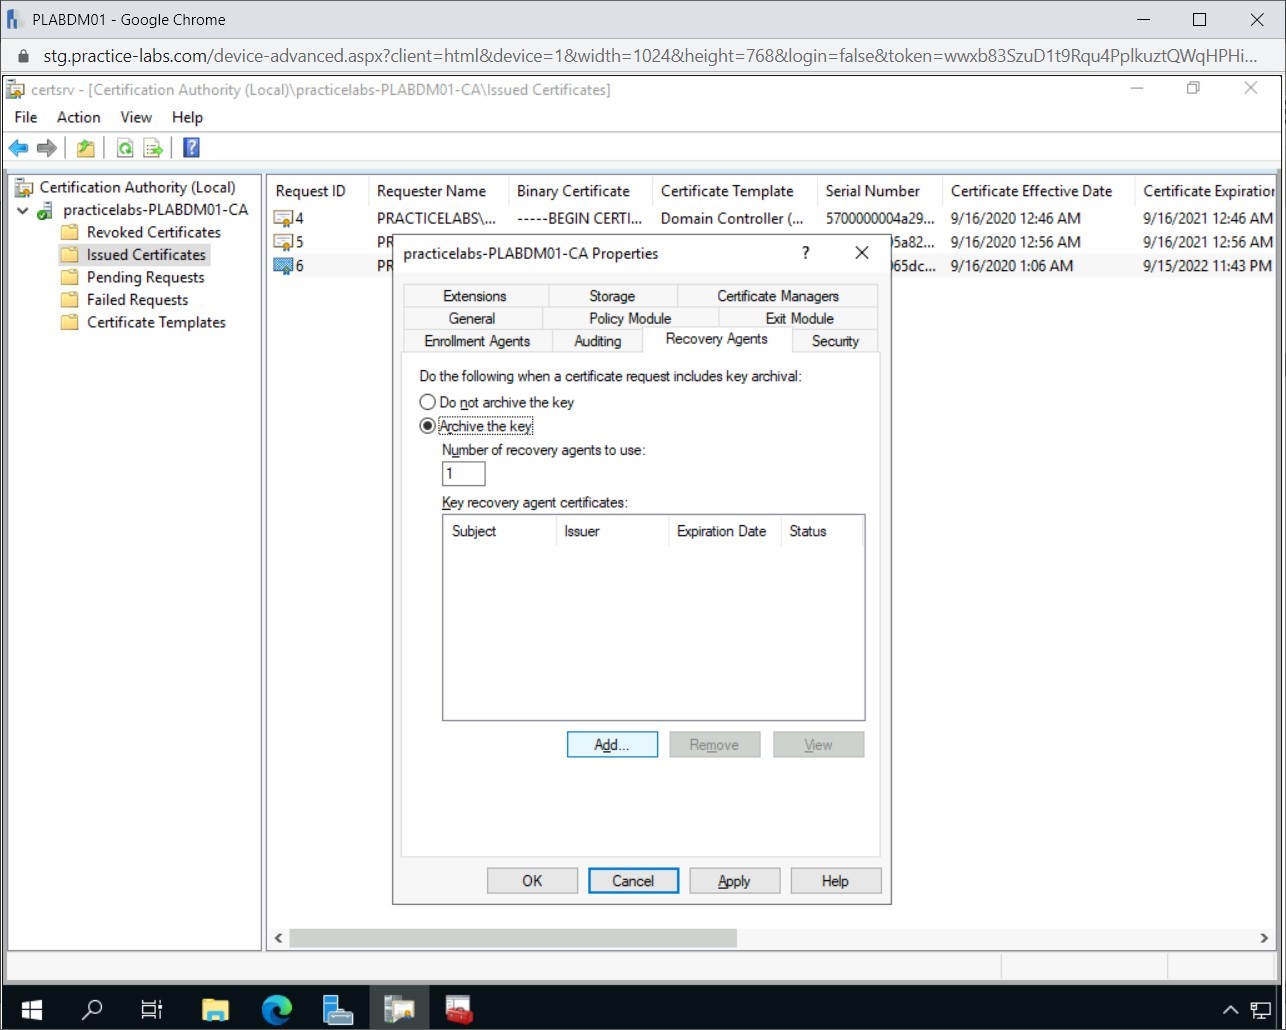 PLABDM01 - Google Chrome
stg.practice-labs.com/device-advanced.aspx?client=html&device=1&width=1024&height=768&login=false&token=wwxb83SzuD1t9Rqu4PplkuztQWqHPHi...
certsrv - [Certification Authority (Local)\practicelabs-PLABDM01-CA\Issued Certificates]
File Action View Help
Certification Authority (Local)
practicelabs-PLABDM01-CA
Revoked Certificates
Issued Certificates
Pending Requests
Failed Requests
Certificate Templates
Request ID Requester Name Binary Certificate Certificate Template Serial Number Certificate Effective Date Certificate Expiration
4 PRACTICELABS\... -----BEGIN CERTI... Domain Controller (... 5700000004a29... 9/16/2020 12:46 AM 9/16/2021 12:46 AM
5 PR 05a82... 9/16/2020 12:56 AM 9/16/2021 12:56 AM
6 PR 065dc... 9/16/2020 1:06 AM 9/15/2022 11:43 PM
practicelabs-PLABDM01-CA Properties ?
Extensions Storage Certificate Managers
General Policy Module Exit Module
Enrollment Agents Auditing Recovery Agents Security
Do the following when a certificate request includes key archival:
Do not archive the key
Archive the key
Number of recovery agents to use:
1
Key recovery agent certificates:
Subject Issuer Expiration Date Status
Add... Remove View
OK Cancel Apply Help